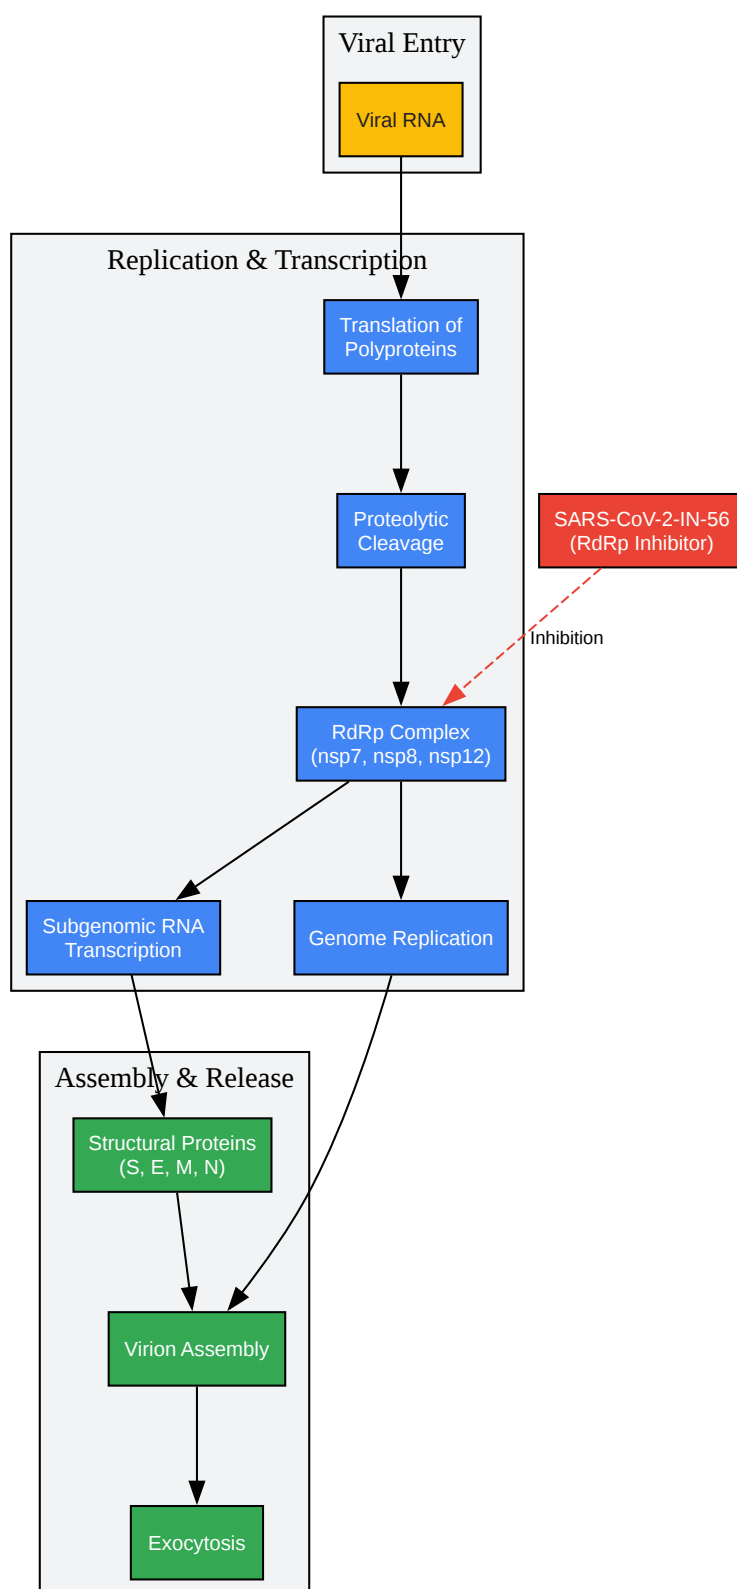 Viral Entry
Viral RNA
Replication & Transcription
Translation of
Polyproteins
Proteolytic
Cleavage
SARS-CoV-2-IN-56
(RdRp Inhibitor)
Inhibition
RdRp Complex
(nsp7, nsp8, nsp12)
Subgenomic RNA
Transcription
Genome Replication
Assembly & Release
Structural Proteins
(S, E, M, N)
Virion Assembly
Exocytosis